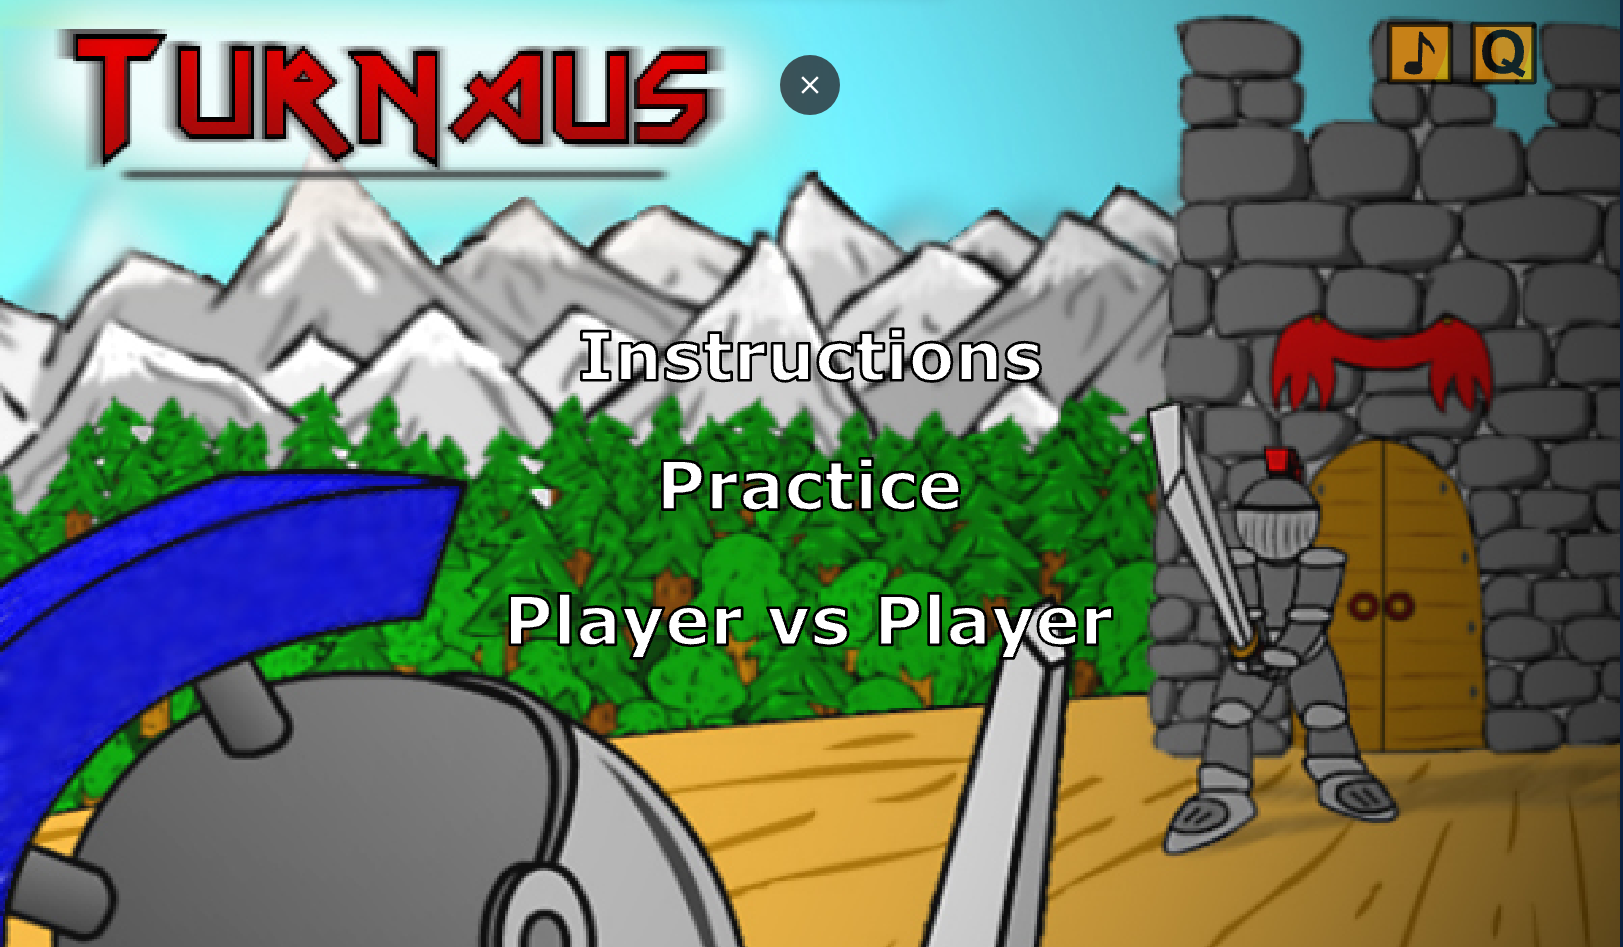 TURNAUS
Q
Instructions
Practice
Player vs Player